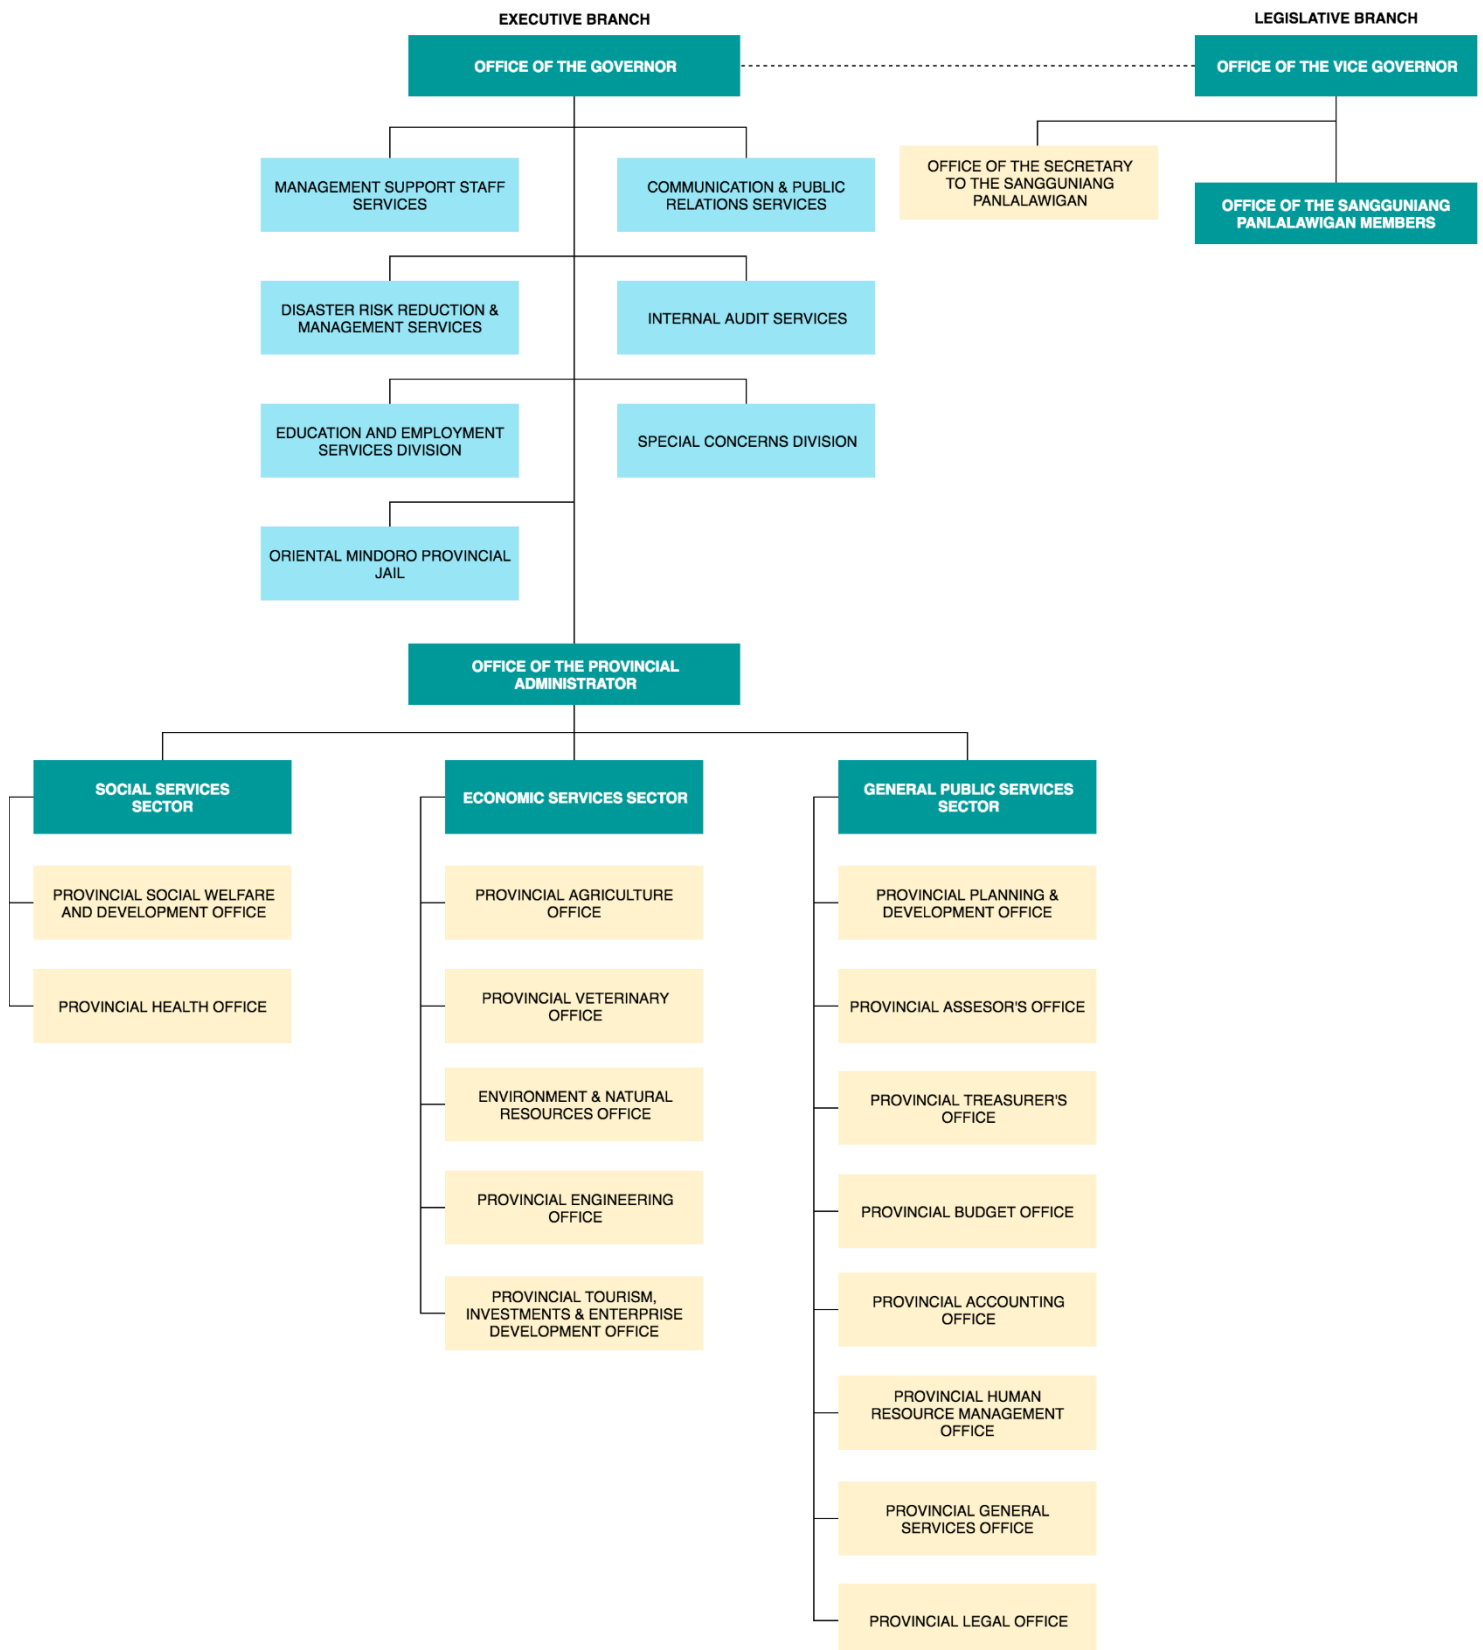 EXECUTIVE BRANCH
LEGISLATIVE BRANCH
OFFICE OF THE GOVERNOR
OFFICE OF THE VICE GOVERNOR
OFFICE OF THE SECRETARY
TO THE SANGGUNIANG
PANLALAWIGAN
OFFICE OF THE SANGGUNIANG
PANLALAWIGAN MEMBERS
MANAGEMENT SUPPORT STAFF
SERVICES
COMMUNICATION & PUBLIC
RELATIONS SERVICES
DISASTER RISK REDUCTION &
MANAGEMENT SERVICES
INTERNAL AUDIT SERVICES
EDUCATION AND EMPLOYMENT
SERVICES DIVISION
SPECIAL CONCERNS DIVISION
ORIENTAL MINDORO PROVINCIAL
JAIL
OFFICE OF THE PROVINCIAL
ADMINISTRATOR
SOCIAL SERVICES
SECTOR
PROVINCIAL SOCIAL WELFARE
AND DEVELOPMENT OFFICE
PROVINCIAL HEALTH OFFICE
ECONOMIC SERVICES SECTOR
PROVINCIAL AGRICULTURE
OFFICE
PROVINCIAL VETERINARY
OFFICE
ENVIRONMENT & NATURAL
RESOURCES OFFICE
PROVINCIAL ENGINEERING
OFFICE
PROVINCIAL TOURISM,
INVESTMENTS & ENTERPRISE
DEVELOPMENT OFFICE
GENERAL PUBLIC SERVICES
SECTOR
PROVINCIAL PLANNING &
DEVELOPMENT OFFICE
PROVINCIAL ASSESOR'S OFFICE
PROVINCIAL TREASURER'S
OFFICE
PROVINCIAL BUDGET OFFICE
PROVINCIAL ACCOUNTING
OFFICE
PROVINCIAL HUMAN
RESOURCE MANAGEMENT
OFFICE
PROVINCIAL GENERAL
SERVICES OFFICE
PROVINCIAL LEGAL OFFICE